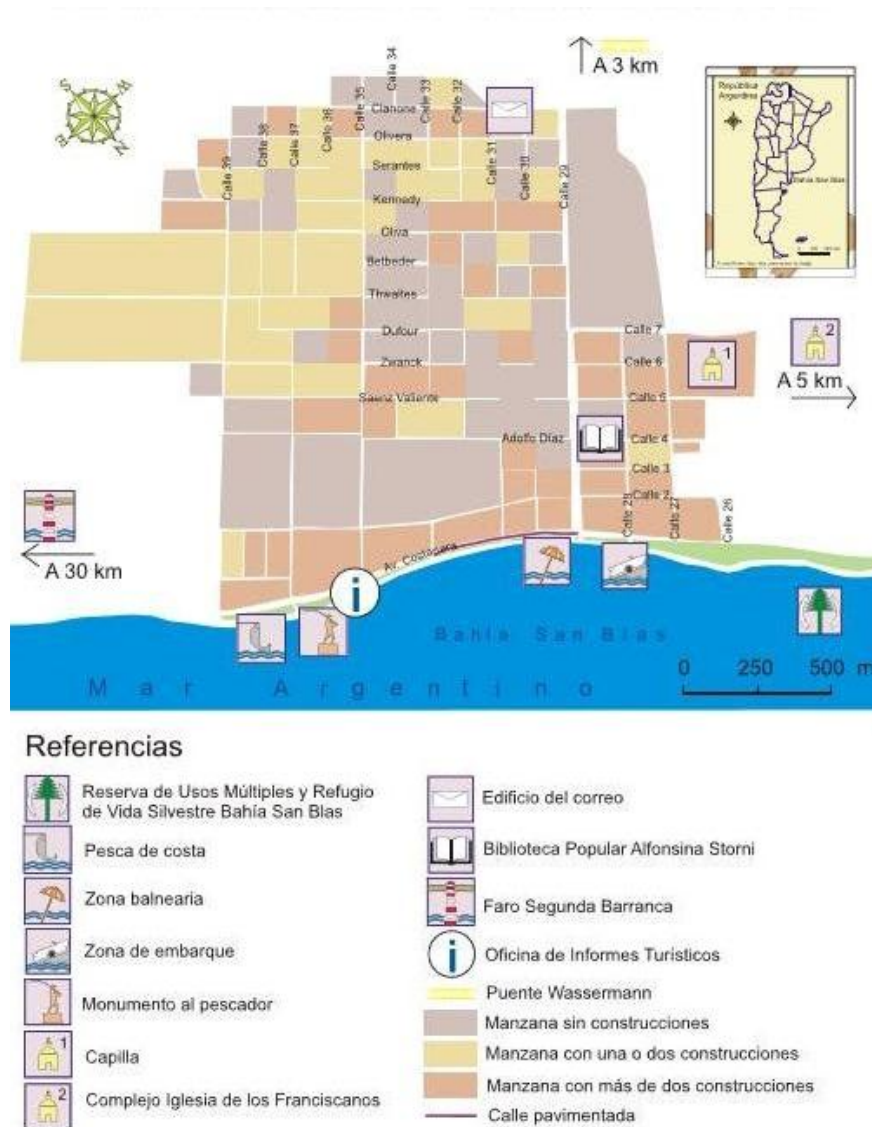 A 3 km
República
Argentina
Bahía San Blas
Calle 34
Calle 35
Calle 33
Calle 32
Calle 36
Calle 37
Calle 38
Calle 39
Calle 31
Calle 30
Calle 29
Olivera
Serantes
Kennedy
Oliva
Betbeder
Thwaites
Dufour
Zwanck
Saenz Valiente
Adolfo Díaz
Calle 7
Calle 6
Calle 5
Calle 4
Calle 3
Calle 2
Calle 28
Calle 27
Calle 26
1
2
A 5 km
A 30 km
Av. Costanera
i
Bahía San Blas
Mar Argentino
0 250 500 m
Referencias
Reserva de Usos Múltiples y Refugio
de Vida Silvestre Bahía San Blas
Pesca de costa
Zona balnearia
Zona de embarque
Monumento al pescador
1
Capilla
2
Complejo Iglesia de los Franciscanos
Edificio del correo
Biblioteca Popular Alfonsina Storni
Faro Segunda Barranca
i
Oficina de Informes Turísticos
Puente Wassermann
Manzana sin construcciones
Manzana con una o dos construcciones
Manzana con más de dos construcciones
Calle pavimentada